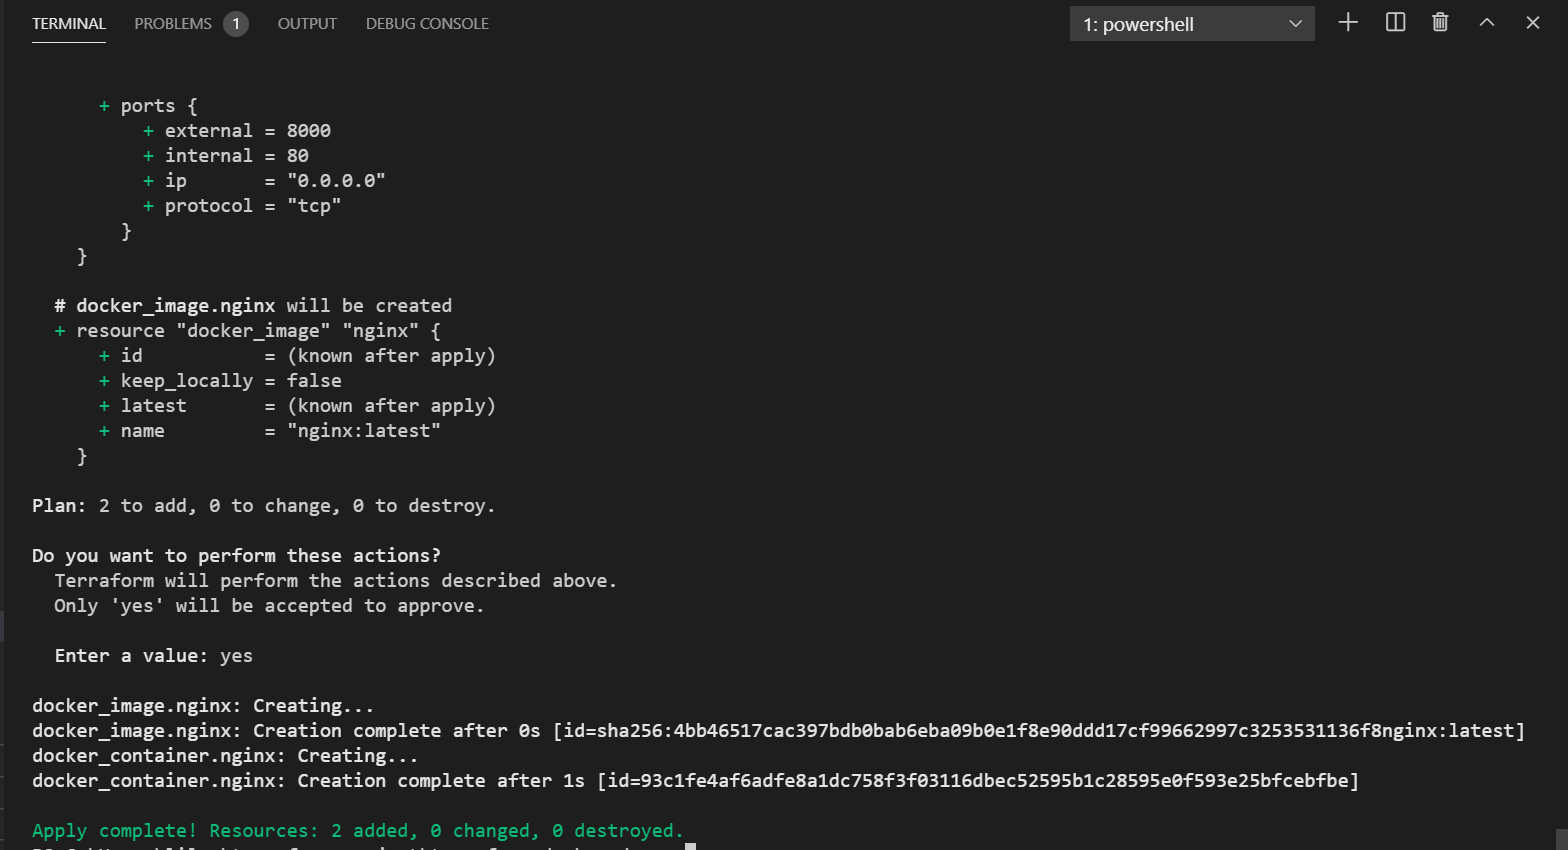 TERMINAL PROBLEMS 1 OUTPUT DEBUG CONSOLE 1: powershell
+ ports {
+ external = 8000
+ internal = 80
+ ip = "0.0.0.0"
+ protocol = "tcp"
}
}
# docker_image.nginx will be created
+ resource "docker_image" "nginx" {
+ id = (known after apply)
+ keep_locally = false
+ latest = (known after apply)
+ name = "nginx:latest"
}
Plan: 2 to add, 0 to change, 0 to destroy.
Do you want to perform these actions?
Terraform will perform the actions described above.
Only 'yes' will be accepted to approve.
Enter a value: yes
docker_image.nginx: Creating...
docker_image.nginx: Creation complete after 0s [id=sha256:4bb46517cac397bdb0bab6eba09b0e1f8e90ddd17cf99662997c3253531136f8nginx:latest]
docker_container.nginx: Creating...
docker_container.nginx: Creation complete after 1s [id=93c1fe4af6adfe8a1dc758f3f03116dbec52595b1c28595e0f593e25bfcebfbe]
Apply complete! Resources: 2 added, 0 changed, 0 destroyed.